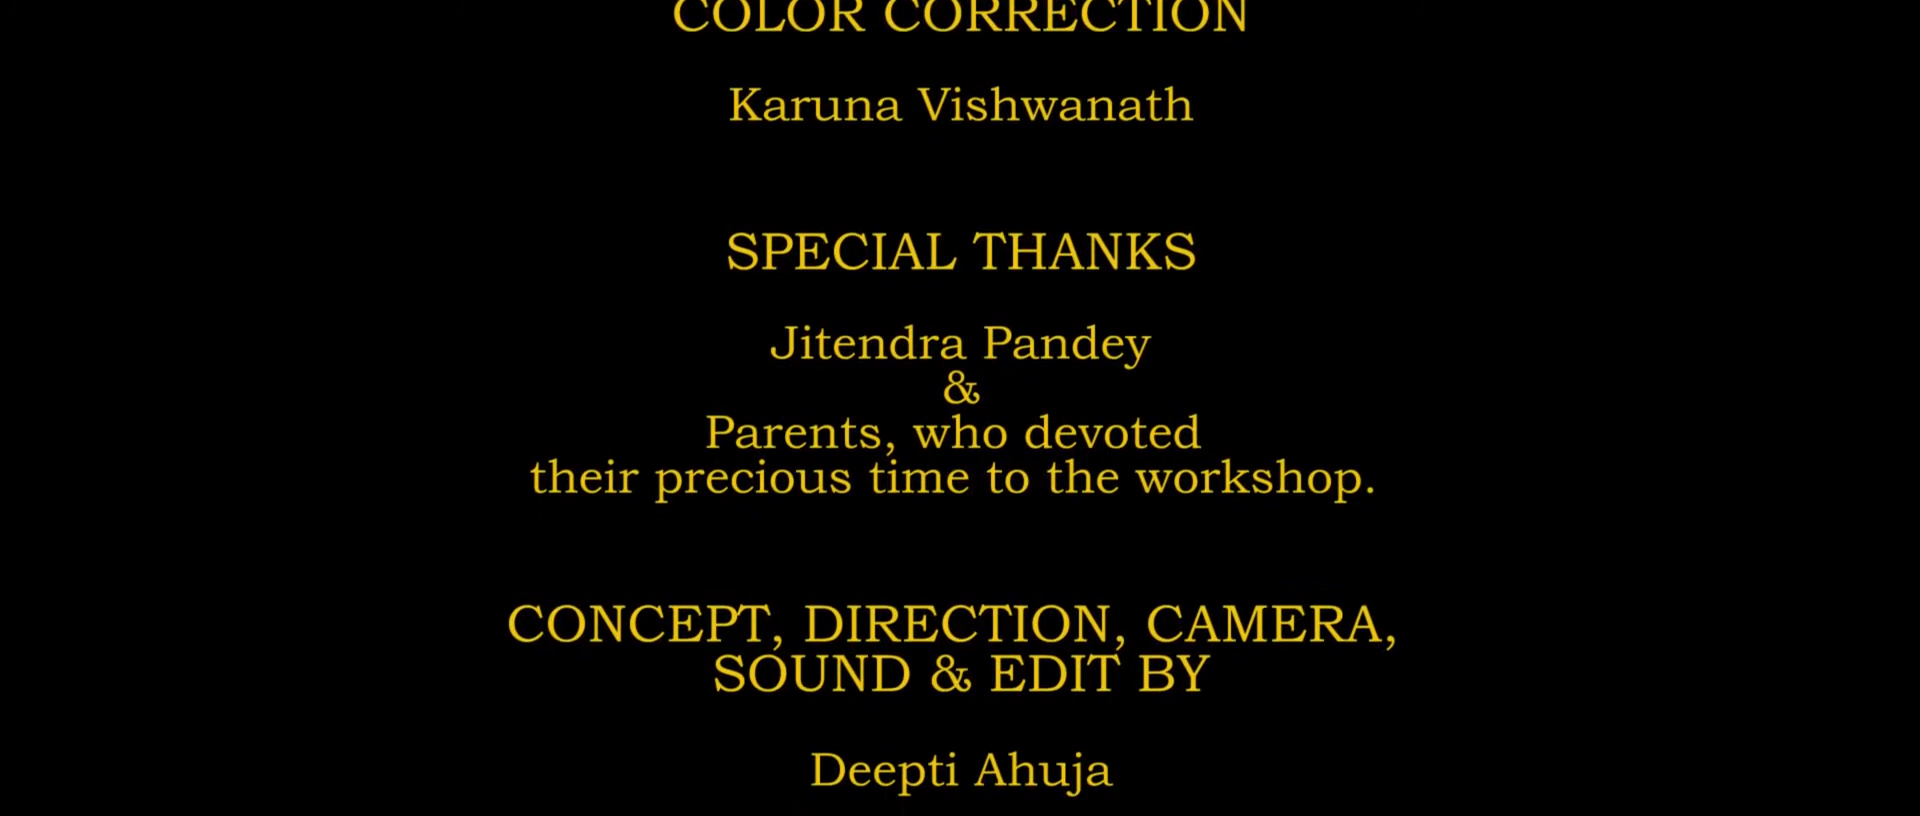 COLOR CORRECTION
Karuna Vishwanath
SPECIAL THANKS
Jitendra Pandey
&
Parents, who devoted
their precious time to the workshop.
CONCEPT, DIRECTION, CAMERA,
SOUND & EDIT BY
Deepti Ahuja